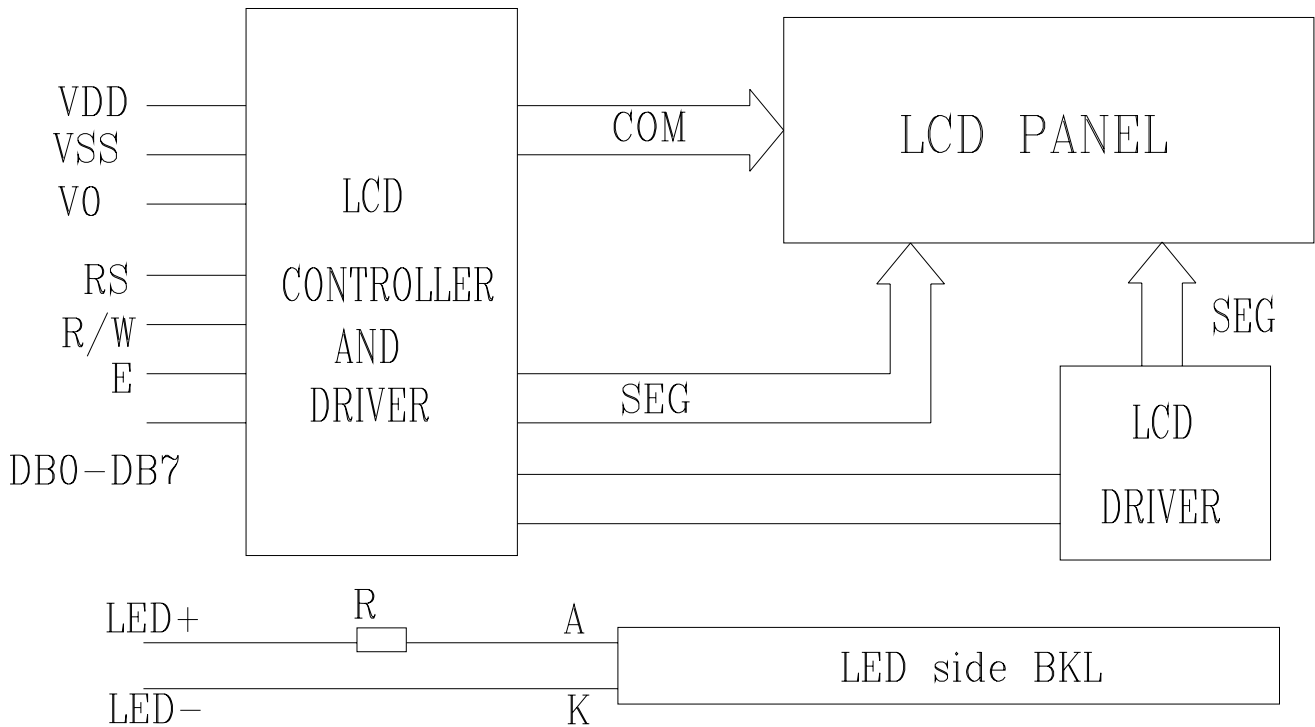 VDD
VSS
V0
RS
R/W
E
DB0-DB7
LCD
CONTROLLER
AND
DRIVER
COM
SEG
LCD PANEL
SEG
LCD
DRIVER
LED+
R
A
LED-
K
LED side BKL